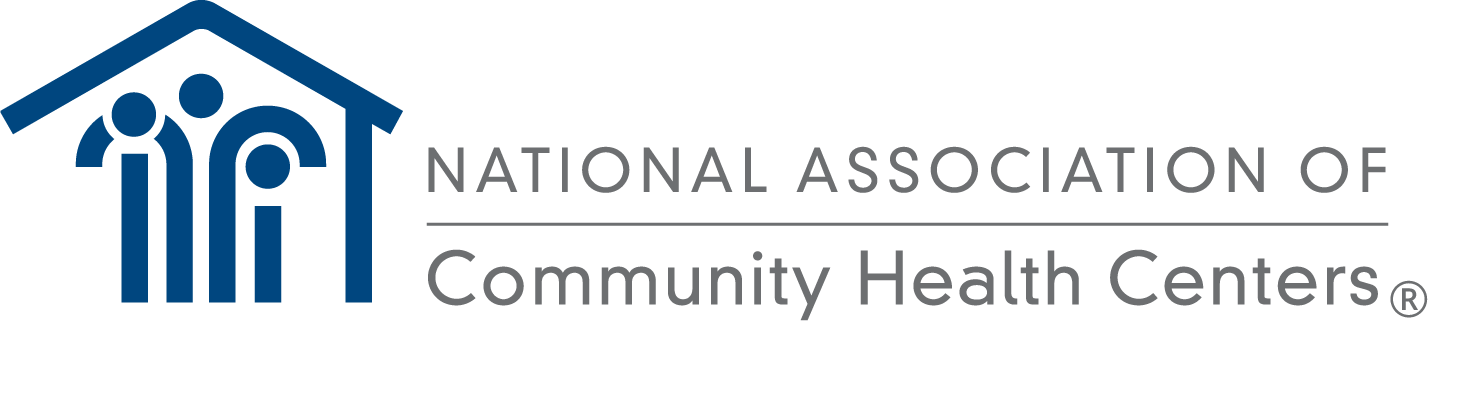 NATIONAL ASSOCIATION OF
Community Health Centers®